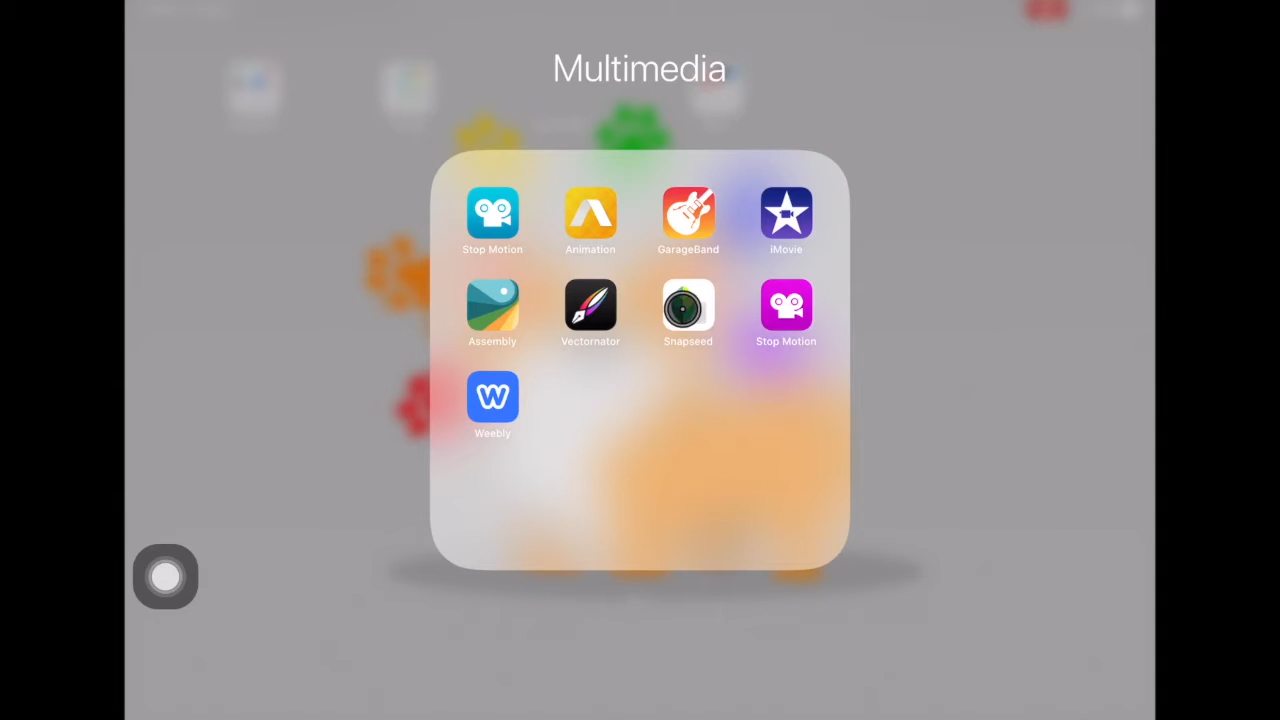 Multimedia
Stop Motion
Animation
GarageBand
iMovie
Assembly
Vectornator
Snapseed
Stop Motion
Weebly